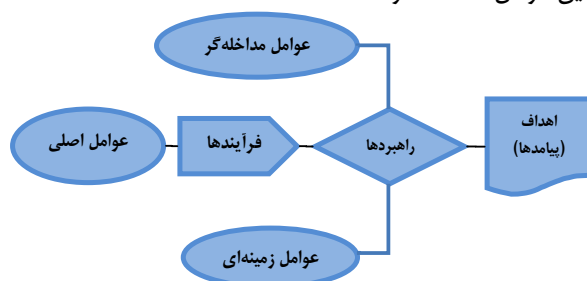 عوامل مداخله‌گر
عوامل اصلی
فرآیندها
راهبردها
اهداف
(پیامدها)
عوامل زمینه‌ای